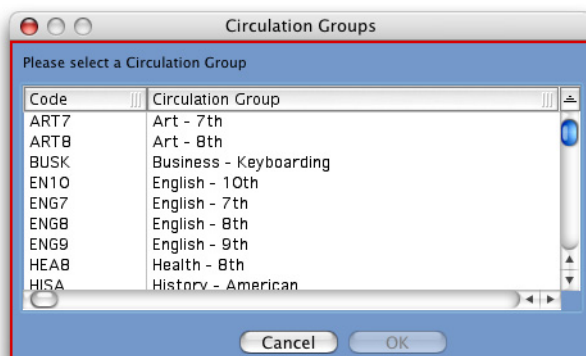 Circulation Groups
Please select a Circulation Group
Code Circulation Group
ART7 Art - 7th
ART8 Art - 8th
BUSK Business - Keyboarding
EN10 English - 10th
ENG7 English - 7th
ENG8 English - 8th
ENG9 English - 9th
HEA8 Health - 8th
HISA History - American
Cancel OK